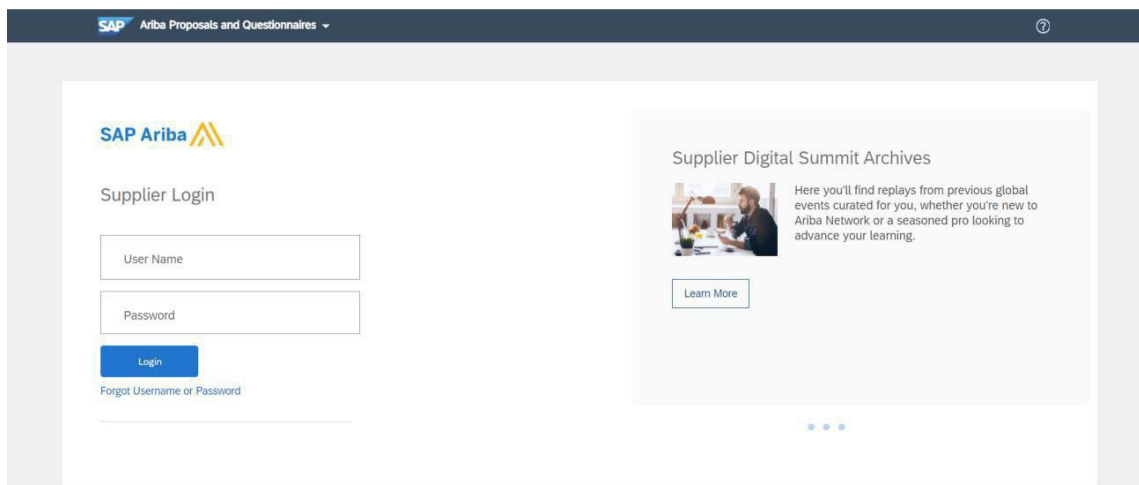 SAP Ariba Proposals and Questionnaires
SAP Ariba
Supplier Login
User Name
Password
Login
Forgot Username or Password
Supplier Digital Summit Archives
Here you'll find replays from previous global
events curated for you, whether you're new to
Ariba Network or a seasoned pro looking to
advance your learning.
Learn More